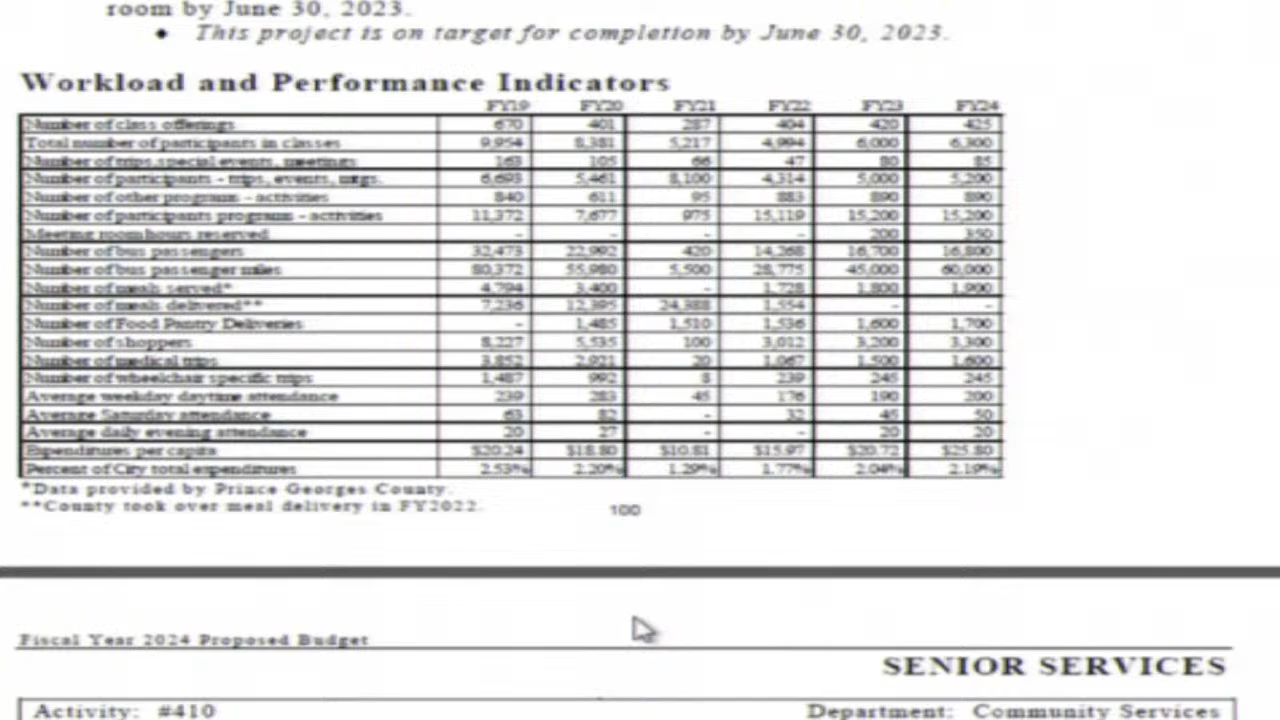 room by June 30, 2023.
• This project is on target for completion by June 30, 2023.
Workload and Performance Indicators
FY19 FY20 FY21 FY22 FY23 FY24
Number of class offerings 670 401 287 404 420 425
Total number of participants in classes 9,954 8,381 5,217 4,994 6,000 6,300
Number of trips,special events, meetings 163 105 66 47 80 85
Number of participants - trips, events, mtgs. 6,693 5,461 8,100 4,314 5,000 5,200
Number of other programs - activities 840 611 95 883 890 890
Number of participants programs - activities 11,372 7,677 975 15,119 15,200 15,200
Meeting room hours reserved - - - - 200 350
Number of bus passengers 32,473 22,992 420 14,268 16,700 16,800
Number of bus passenger miles 80,372 55,980 5,500 28,775 45,000 60,000
Number of meals served* 4,794 3,400 - 1,728 1,800 1,900
Number of meals delivered** 7,236 12,395 24,388 1,554 - -
Number of Food Pantry Deliveries - 1,485 1,510 1,536 1,600 1,700
Number of shoppers 8,227 5,535 100 3,012 3,200 3,300
Number of medical trips 3,852 2,921 20 1,067 1,500 1,600
Number of wheelchair specific trips 1,487 992 8 239 245 245
Average weekday daytime attendance 239 283 45 176 190 200
Average Saturday attendance 63 82 - 32 45 50
Average daily evening attendance 20 27 - - 20 20
Expenditures per capita $20.24 $18.80 $10.81 $15.97 $20.72 $25.80
Percent of City total expenditures 2.53% 2.20% 1.29% 1.77% 2.04% 2.19%
*Data provided by Prince Georges County.
**County took over meal delivery in FY2022.
100
Fiscal Year 2024 Proposed Budget
SENIOR SERVICES
Activity: #410 Department: Community Services